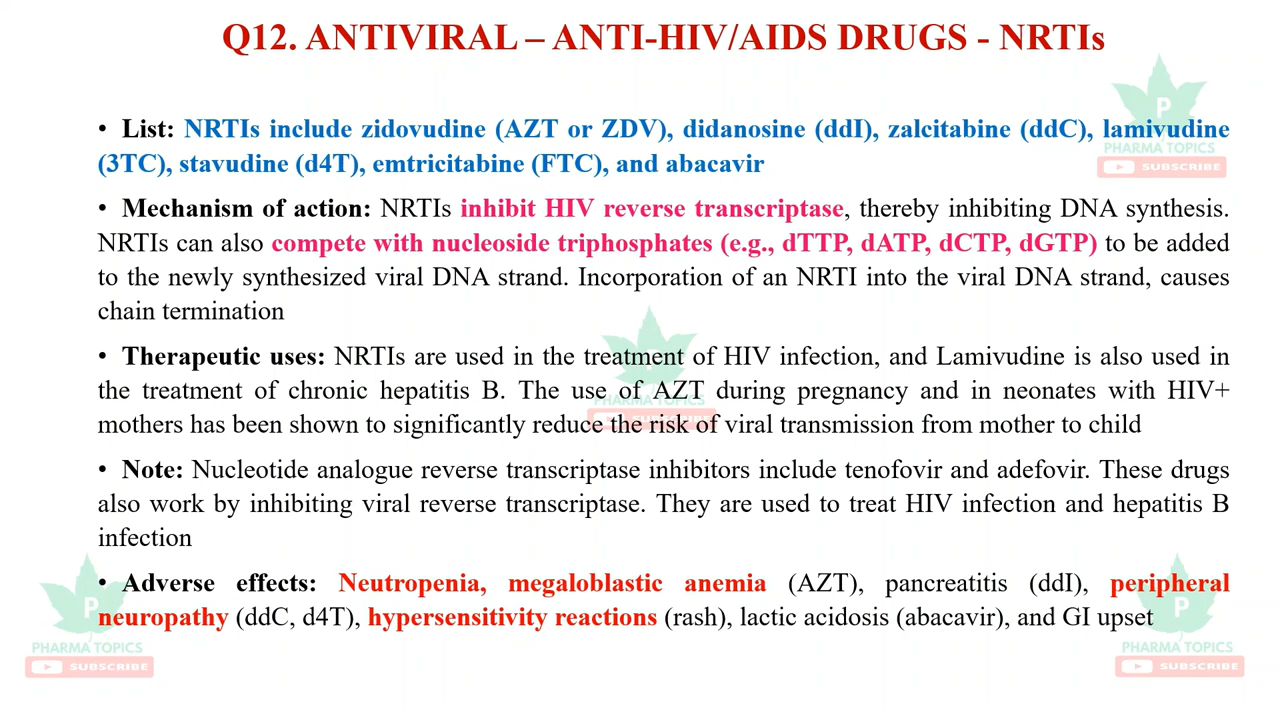 Q12. ANTIVIRAL – ANTI-HIV/AIDS DRUGS - NRTIs
P
PHARMA TOPICS
SUBSCRIBE
• List: NRTIs include zidovudine (AZT or ZDV), didanosine (ddI), zalcitabine (ddC), lamivudine
(3TC), stavudine (d4T), emtricitabine (FTC), and abacavir
• Mechanism of action: NRTIs inhibit HIV reverse transcriptase, thereby inhibiting DNA synthesis.
NRTIs can also compete with nucleoside triphosphates (e.g., dTTP, dATP, dCTP, dGTP) to be added
to the newly synthesized viral DNA strand. Incorporation of an NRTI into the viral DNA strand, causes
chain termination
• Therapeutic uses: NRTIs are used in the treatment of HIV infection, and Lamivudine is also used in
the treatment of chronic hepatitis B. The use of AZT during pregnancy and in neonates with HIV+
mothers has been shown to significantly reduce the risk of viral transmission from mother to child
P
PHARMA TOPICS
SUBSCRIBE
• Note: Nucleotide analogue reverse transcriptase inhibitors include tenofovir and adefovir. These drugs
also work by inhibiting viral reverse transcriptase. They are used to treat HIV infection and hepatitis B
infection
• Adverse effects: Neutropenia, megaloblastic anemia (AZT), pancreatitis (ddI), peripheral
neuropathy (ddC, d4T), hypersensitivity reactions (rash), lactic acidosis (abacavir), and GI upset
P
PHARMA TOPICS
SUBSCRIBE
P
PHARMA TOPICS
SUBSCRIBE